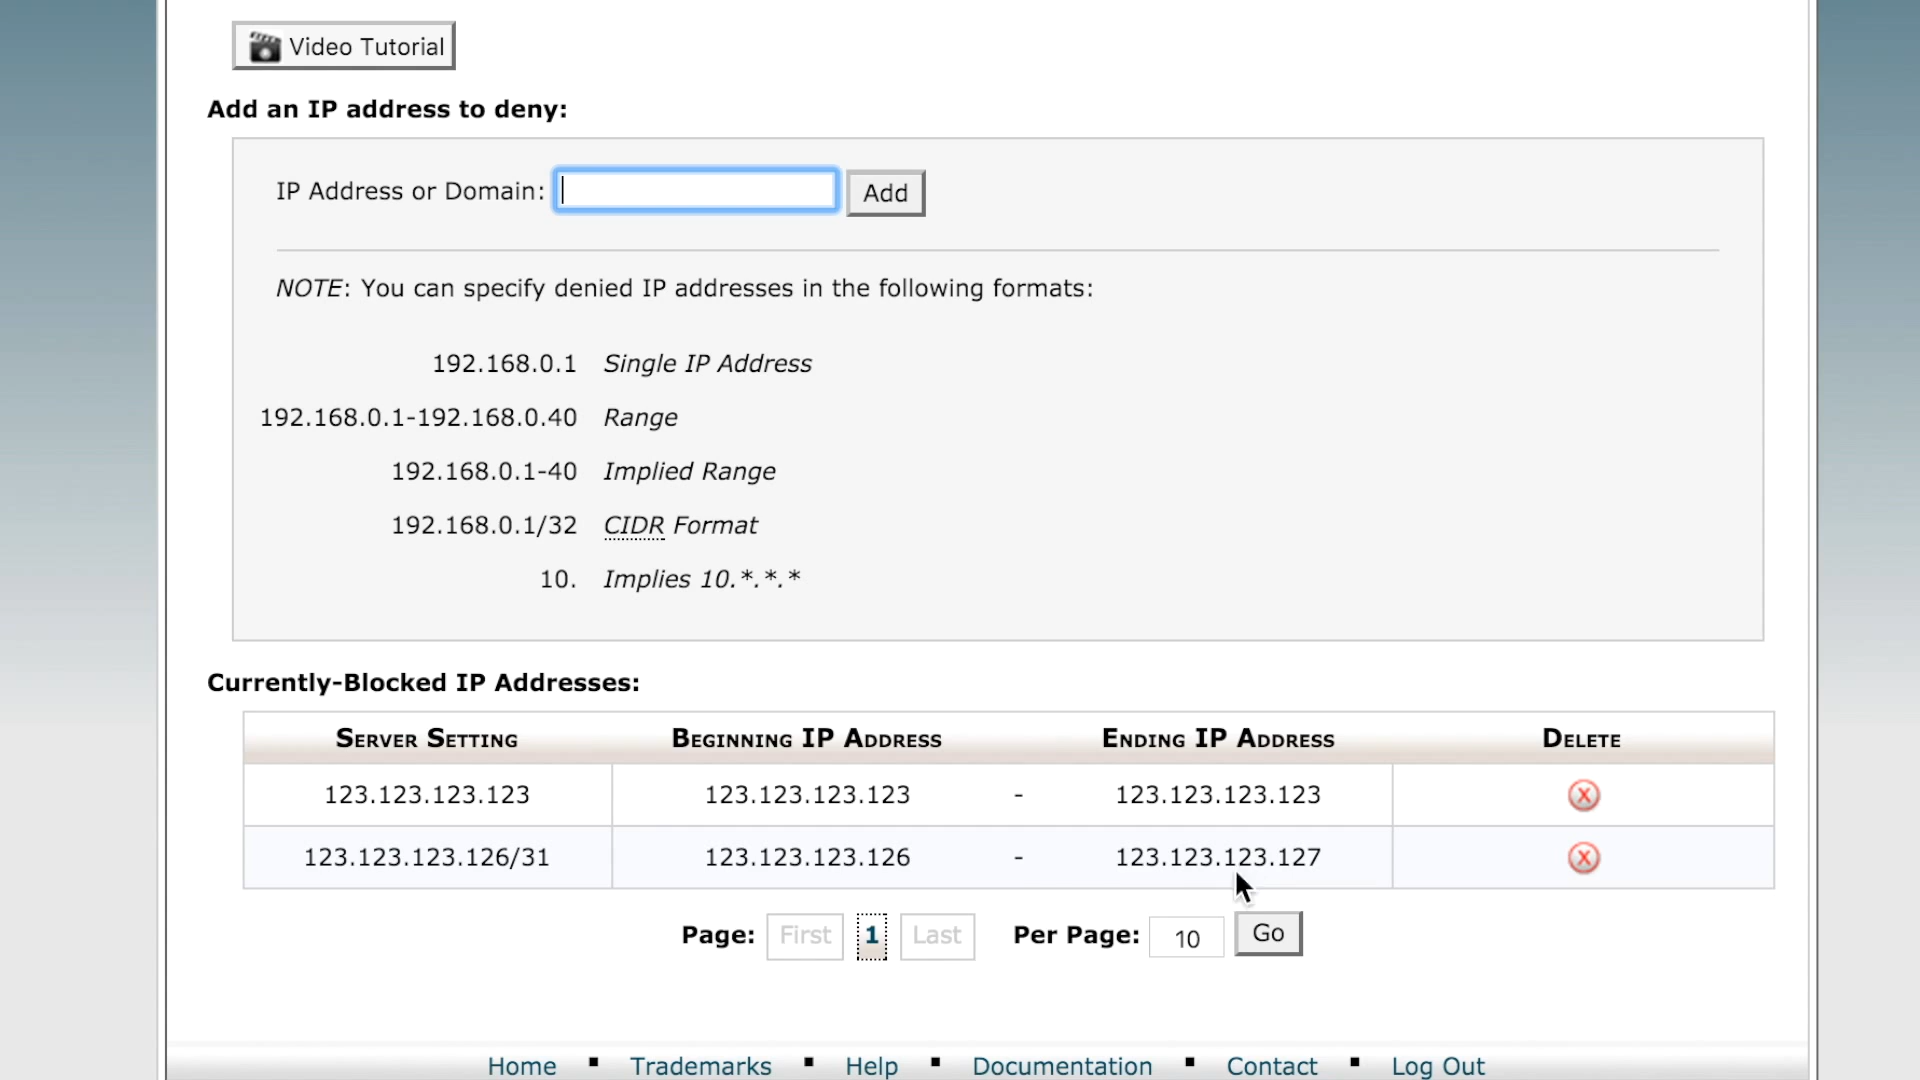 Video Tutorial
Add an IP address to deny:
IP Address or Domain: Add
NOTE: You can specify denied IP addresses in the following formats:
192.168.0.1 Single IP Address
192.168.0.1-192.168.0.40 Range
192.168.0.1-40 Implied Range
192.168.0.1/32 CIDR Format
10. Implies 10.*.*.*
Currently-Blocked IP Addresses:
Server Setting Beginning IP Address Ending IP Address Delete
123.123.123.123 123.123.123.123 - 123.123.123.123 X
123.123.123.126/31 123.123.123.126 - 123.123.123.127 X
Page: First 1 Last Per Page: 10 Go
Home ▪ Trademarks ▪ Help ▪ Documentation ▪ Contact ▪ Log Out